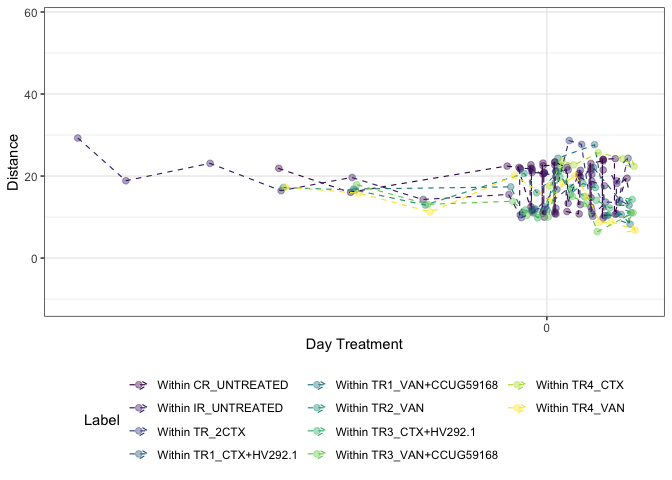 60
40
20
0
Distance
0
Day Treatment
Label
Within CR_UNTREATED
Within IR_UNTREATED
Within TR_2CTX
Within TR1_CTX+HV292.1
Within TR1_VAN+CCUG59168
Within TR2_VAN
Within TR3_CTX+HV292.1
Within TR3_VAN+CCUG59168
Within TR4_CTX
Within TR4_VAN